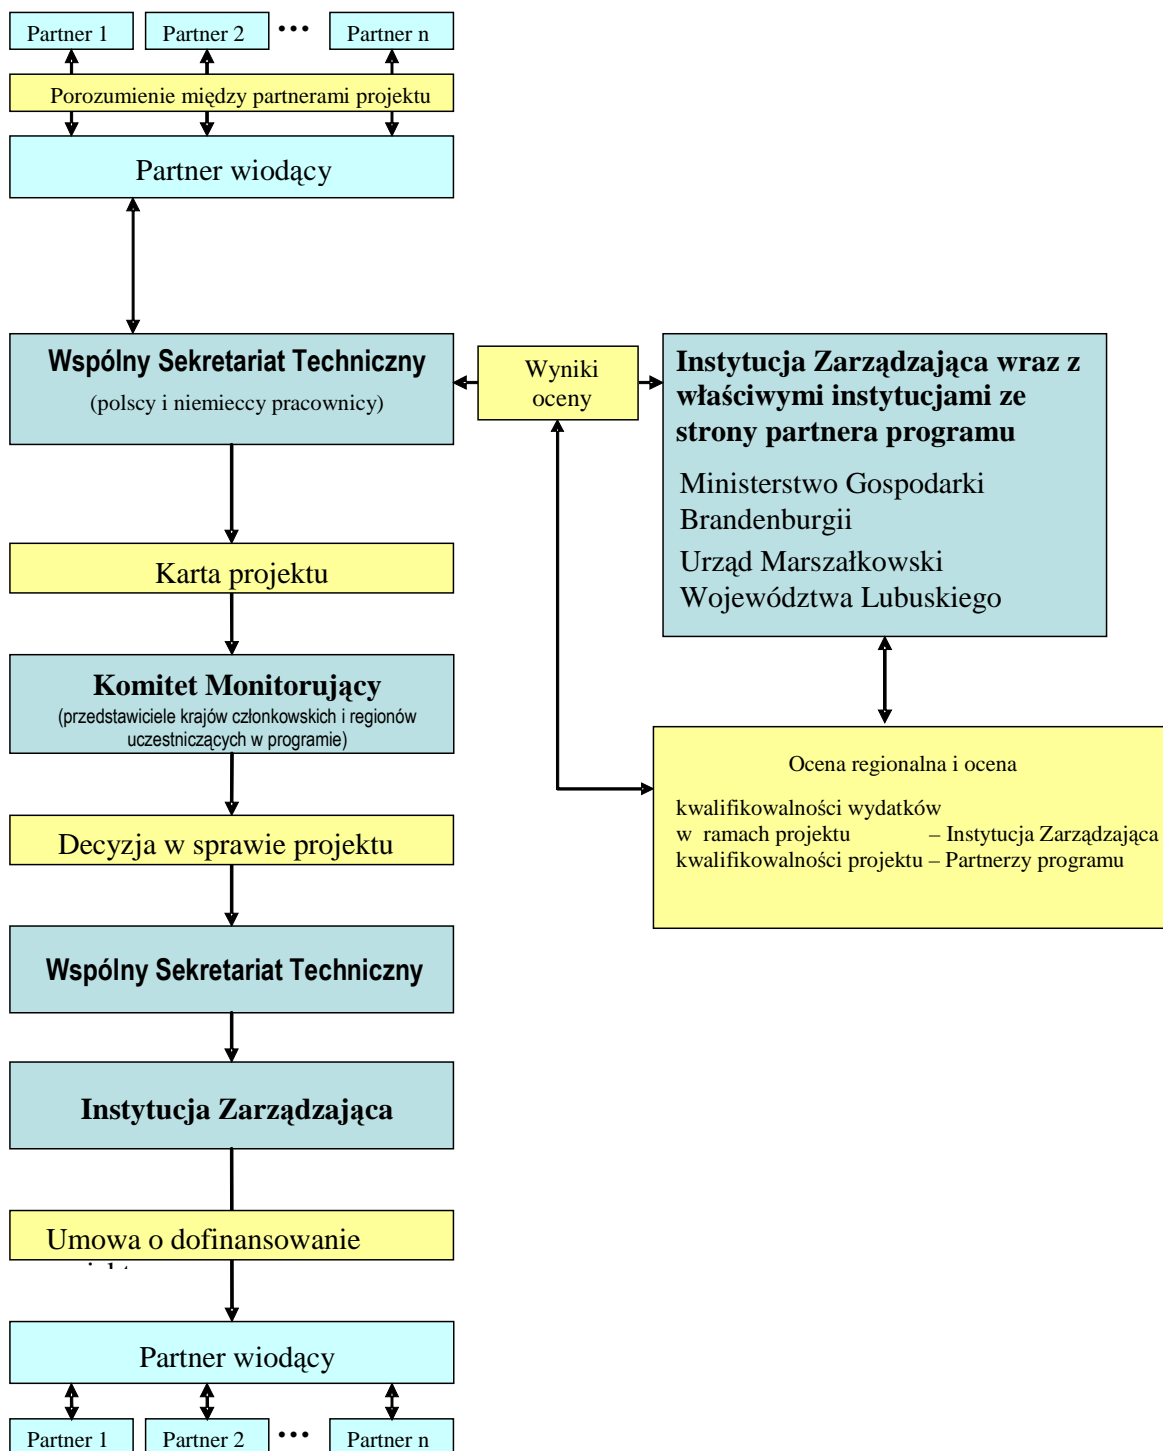 Partner 1
Partner 2
...
Partner n
Porozumienie między partnerami projektu
Partner wiodący
Wspólny Sekretariat Techniczny
(polscy i niemieccy pracownicy)
Wyniki
oceny
Instytucja Zarządzająca wraz z
właściwymi instytucjami ze
strony partnera programu
Ministerstwo Gospodarki
Brandenburgii
Urząd Marszałkowski
Województwa Lubuskiego
Karta projektu
Komitet Monitorujący
(przedstawiciele krajów członkowskich i regionów
uczestniczących w programie)
Ocena regionalna i ocena
kwalifikowalności wydatków
w ramach projektu – Instytucja Zarządzająca
kwalifikowalności projektu – Partnerzy programu
Decyzja w sprawie projektu
Wspólny Sekretariat Techniczny
Instytucja Zarządzająca
Umowa o dofinansowanie
Partner wiodący
Partner 1
Partner 2
...
Partner n